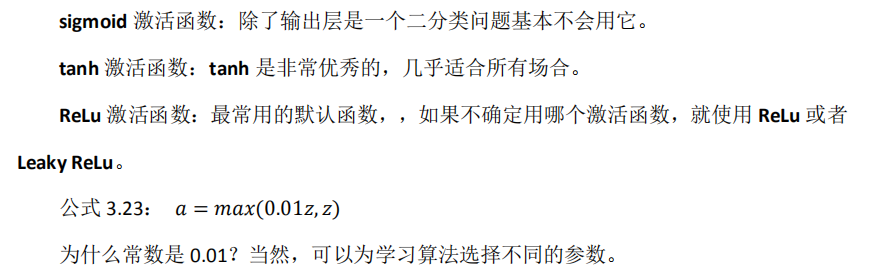 sigmoid 激活函数：除了输出层是一个二分类问题基本不会用它。
tanh 激活函数：tanh 是非常优秀的，几乎适合所有场合。
ReLu 激活函数：最常用的默认函数，，如果不确定用哪个激活函数，就使用 ReLu 或者
Leaky ReLu。
公式 3.23： a = max(0.01z, z)
为什么常数是 0.01？当然，可以为学习算法选择不同的参数。